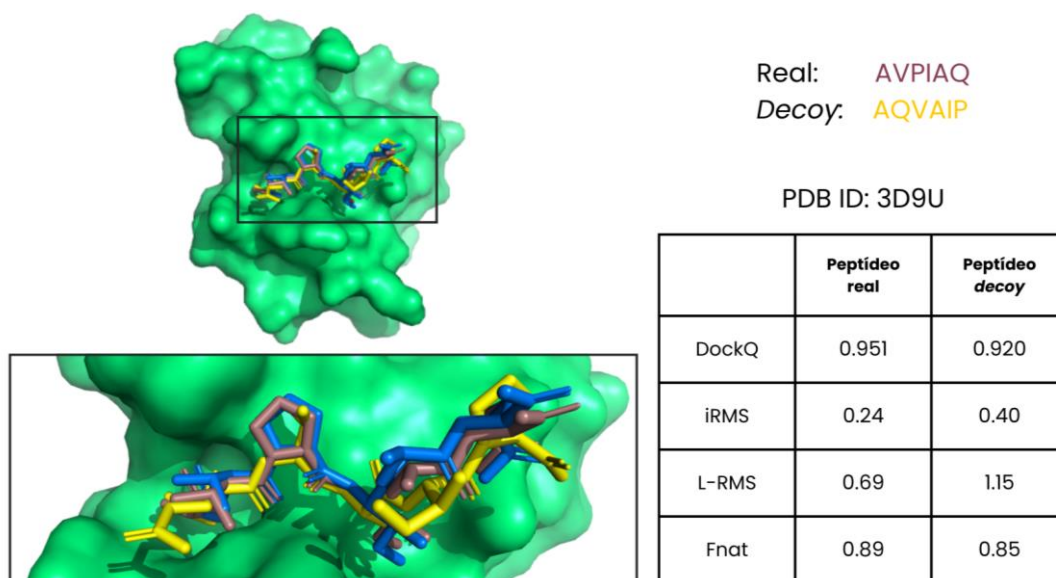 Real: AVPIAQ
Decoy: AQVAIP
PDB ID: 3D9U
Peptídeo real Peptídeo decoy
DockQ 0.951 0.920
iRMS 0.24 0.40
L-RMS 0.69 1.15
Fnat 0.89 0.85